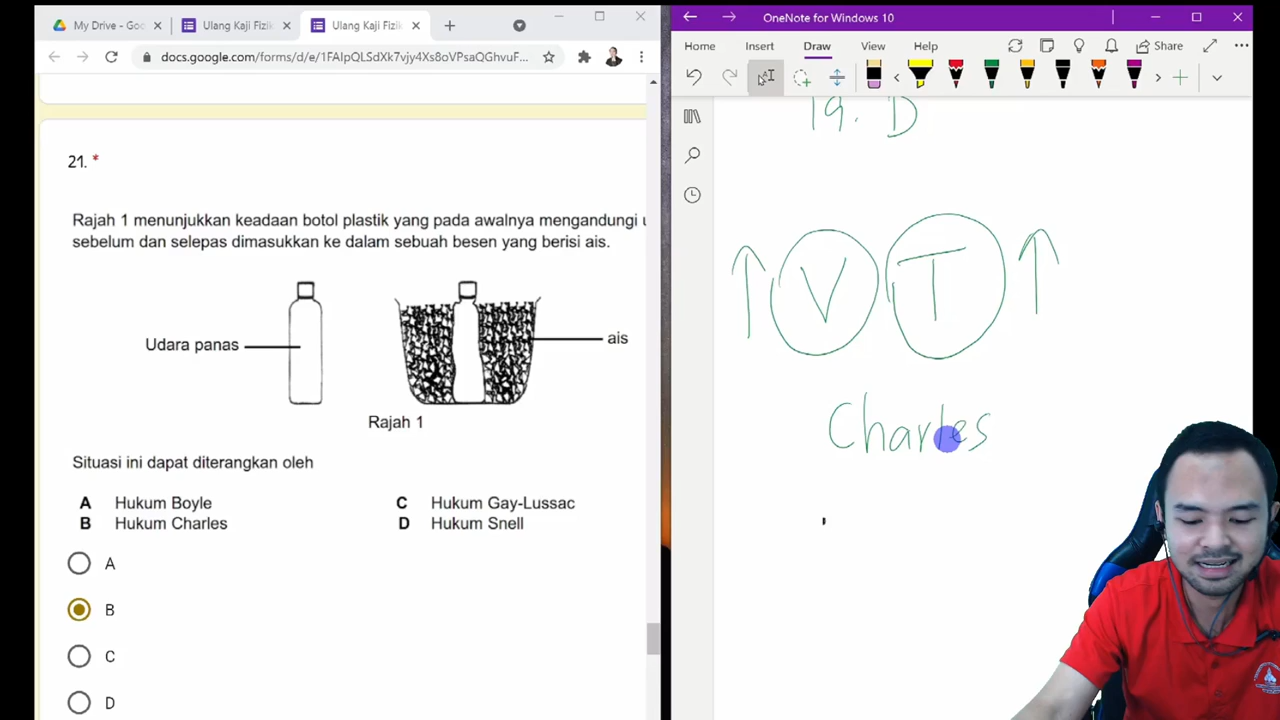 My Drive - Goo
Ulang Kaji Fizik
Ulang Kaji Fizik
docs.google.com/forms/d/e/1FAIpQLSdXk7vjy4Xs8oVPsaQGhvuF...
21. *
Rajah 1 menunjukkan keadaan botol plastik yang pada awalnya mengandungi u
sebelum dan selepas dimasukkan ke dalam sebuah besen yang berisi ais.
Udara panas
ais
Rajah 1
Situasi ini dapat diterangkan oleh
A Hukum Boyle
C Hukum Gay-Lussac
B Hukum Charles
D Hukum Snell
A
B
C
D
OneNote for Windows 10
Home Insert Draw View Help Share
19. D
↑ V T ↑
Charles